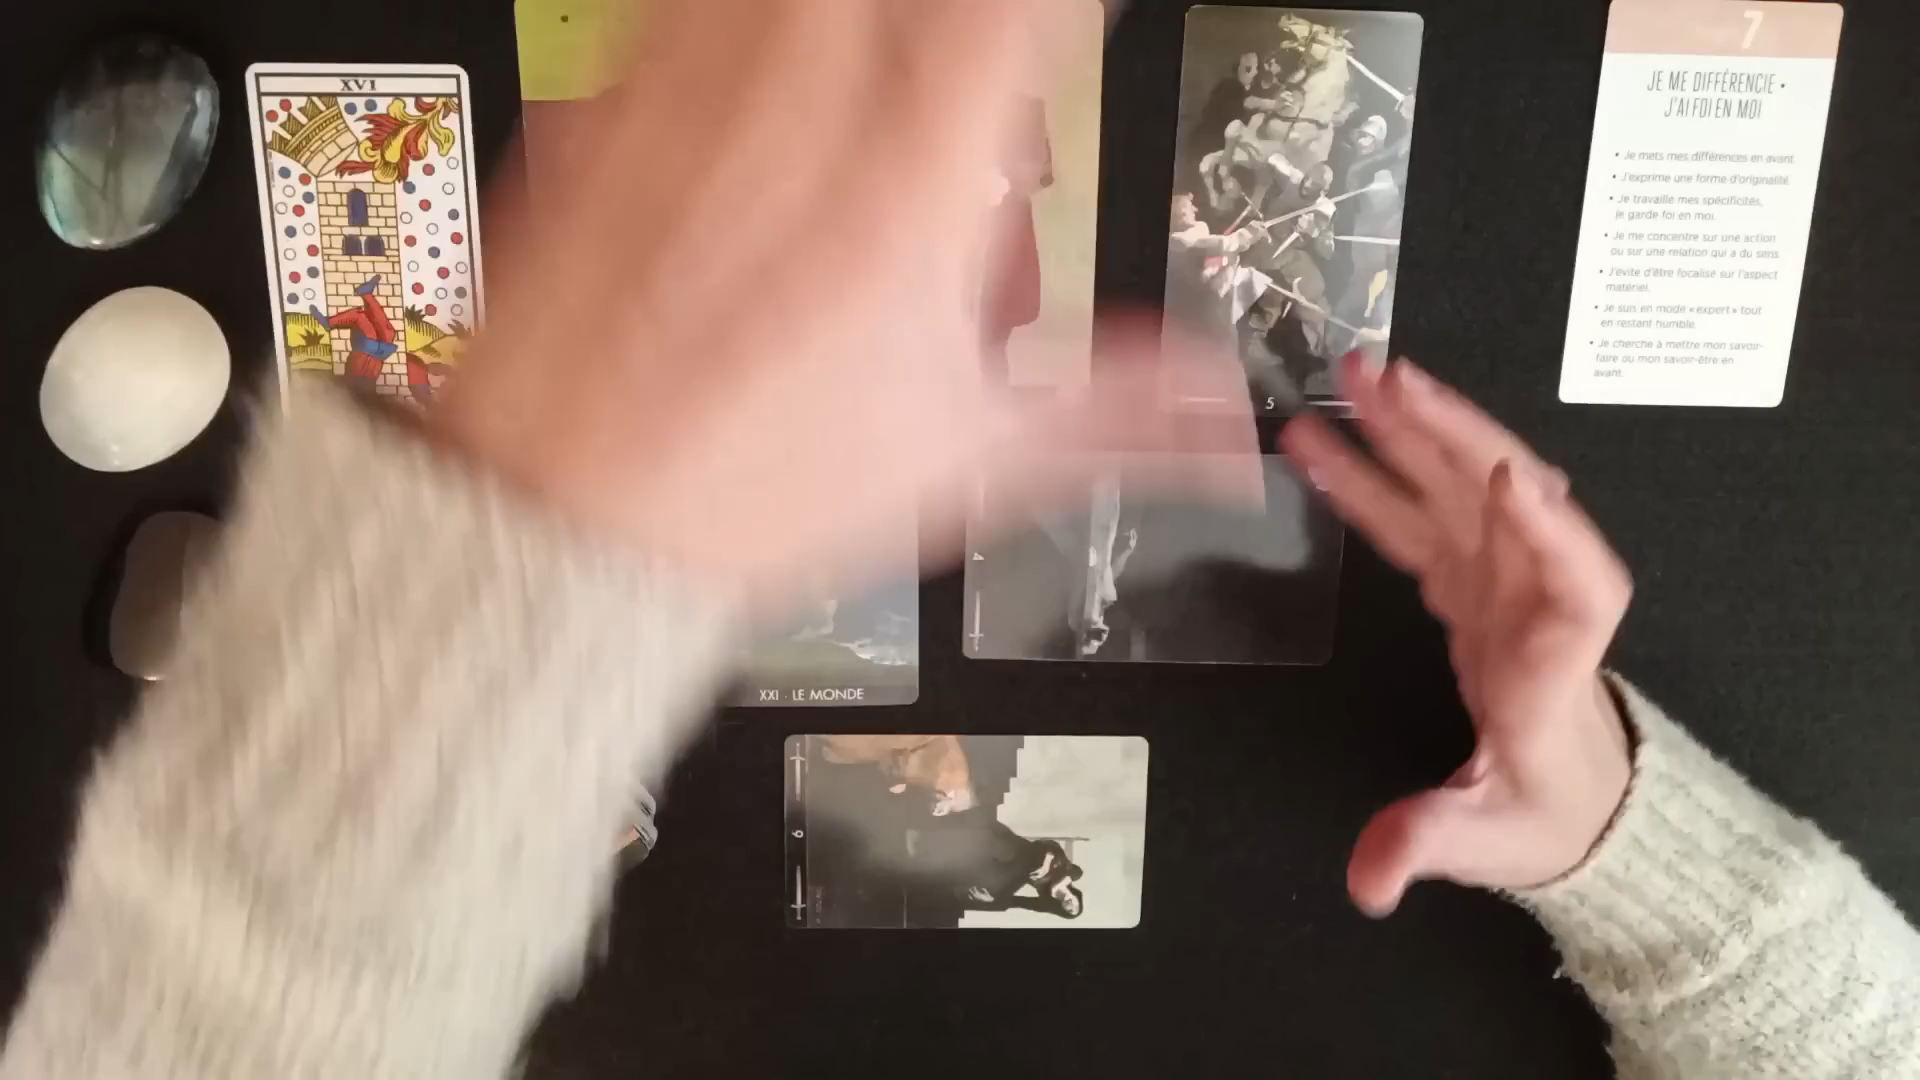 XVI
7
JE ME DIFFÉRENCIE •
J'AI FOI EN MOI
• Je mets mes différences en avant.
• J'exprime une forme d'originalité.
• Je travaille mes spécificités,
je garde foi en moi.
• Je me concentre sur une action
ou sur une relation qui a du sens.
• J'évite d'être focalisé sur l'aspect
matériel.
• Je suis en mode « expert » tout
en restant humble.
• Je cherche à mettre mon savoir-
faire ou mon savoir-être en
avant.
5
4
XXI · LE MONDE
9